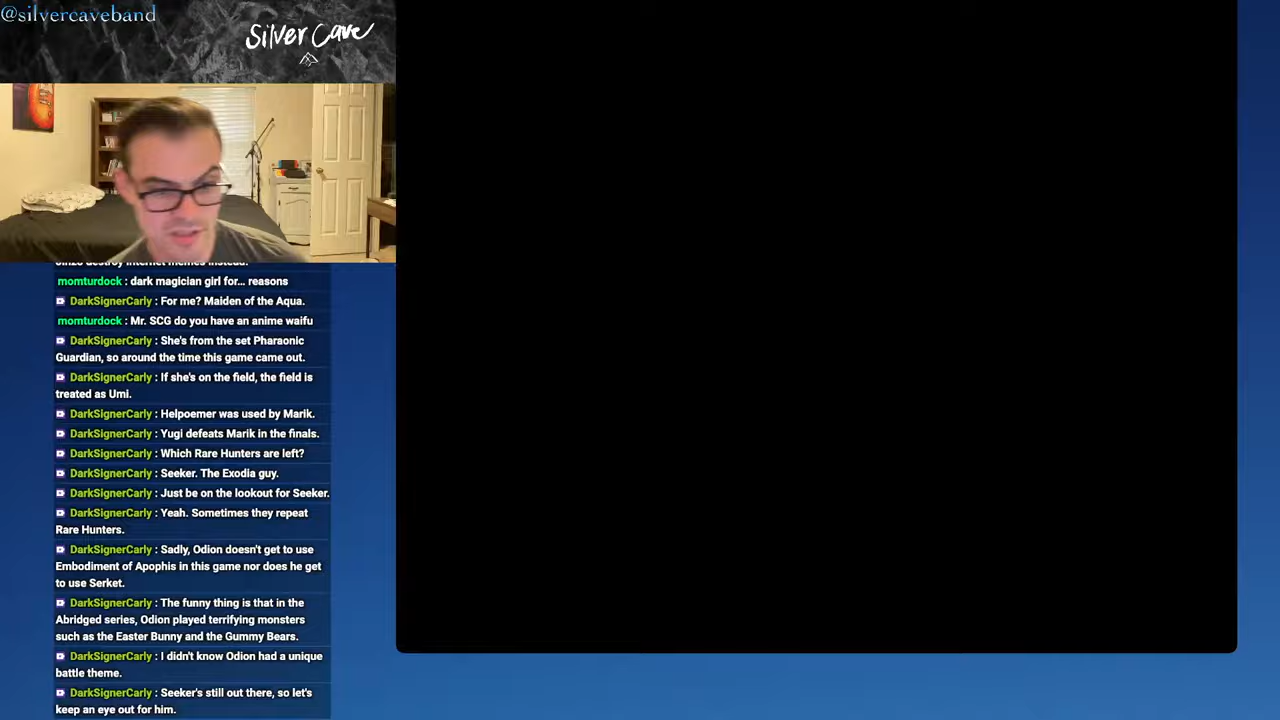 @silvercaveband
Silver Cave
momturdock : dark magician girl for... reasons
DarkSignerCarly : For me? Maiden of the Aqua.
momturdock : Mr. SCG do you have an anime waifu
DarkSignerCarly : She's from the set Pharaonic
Guardian, so around the time this game came out.
DarkSignerCarly : If she's on the field, the field is
treated as Umi.
DarkSignerCarly : Helpoemer was used by Marik.
DarkSignerCarly : Yugi defeats Marik in the finals.
DarkSignerCarly : Which Rare Hunters are left?
DarkSignerCarly : Seeker. The Exodia guy.
DarkSignerCarly : Just be on the lookout for Seeker.
DarkSignerCarly : Yeah. Sometimes they repeat
Rare Hunters.
DarkSignerCarly : Sadly, Odion doesn't get to use
Embodiment of Apophis in this game nor does he get
to use Serket.
DarkSignerCarly : The funny thing is that in the
Abridged series, Odion played terrifying monsters
such as the Easter Bunny and the Gummy Bears.
DarkSignerCarly : I didn't know Odion had a unique
battle theme.
DarkSignerCarly : Seeker's still out there, so let's
keep an eye out for him.